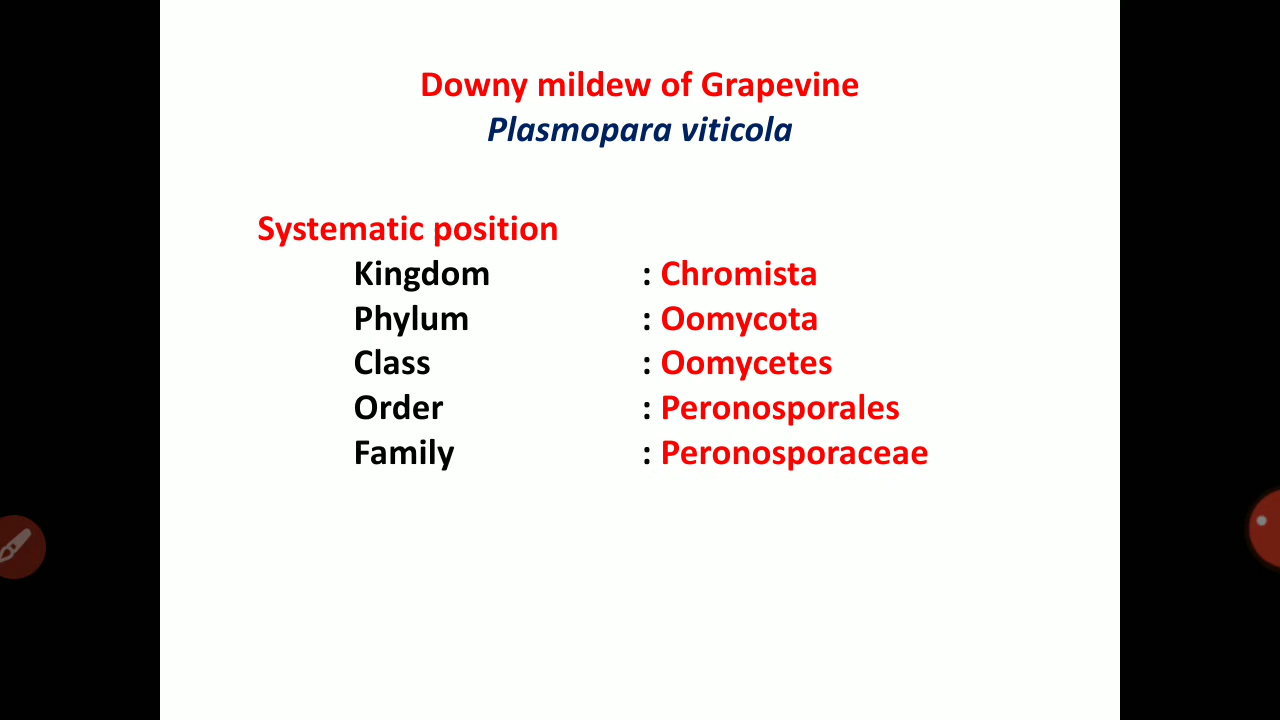 Downy mildew of Grapevine
Plasmopara viticola
Systematic position
Kingdom : Chromista
Phylum : Oomycota
Class : Oomycetes
Order : Peronosporales
Family : Peronosporaceae